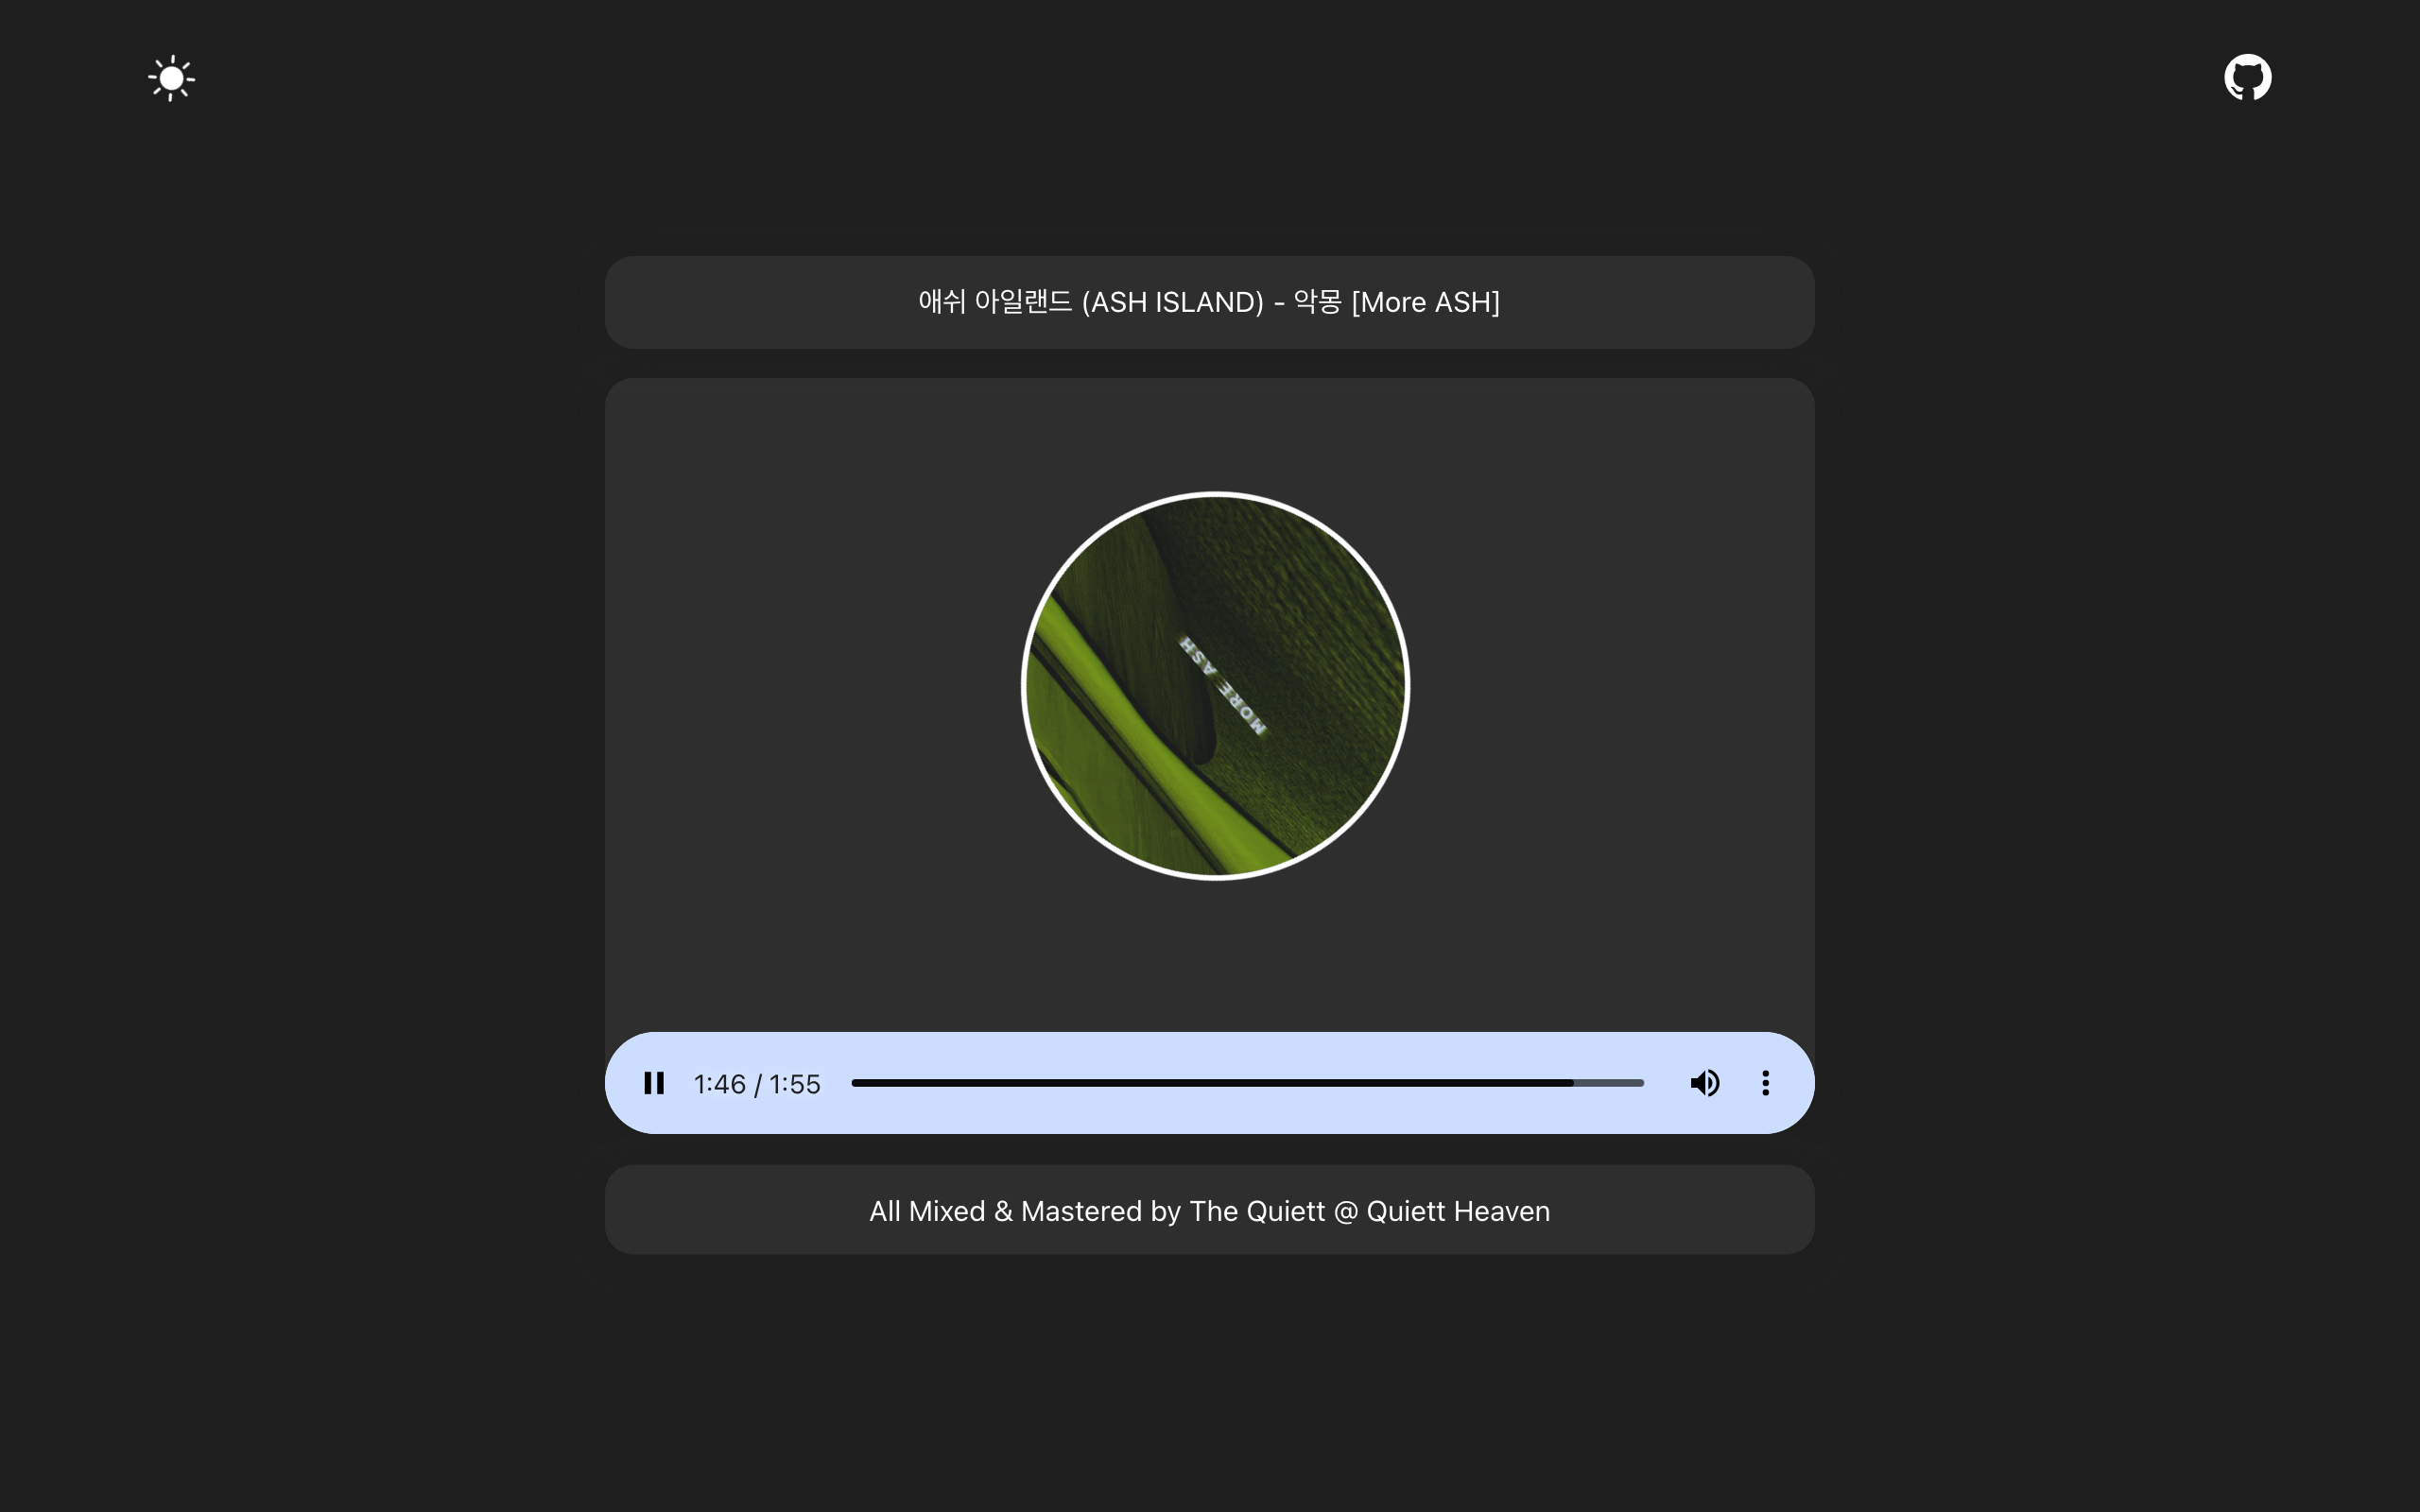 애쉬 아일랜드 (ASH ISLAND) - 악몽 [More ASH]
MORE ASH
1:46 / 1:55
All Mixed & Mastered by The Quiett @ Quiett Heaven